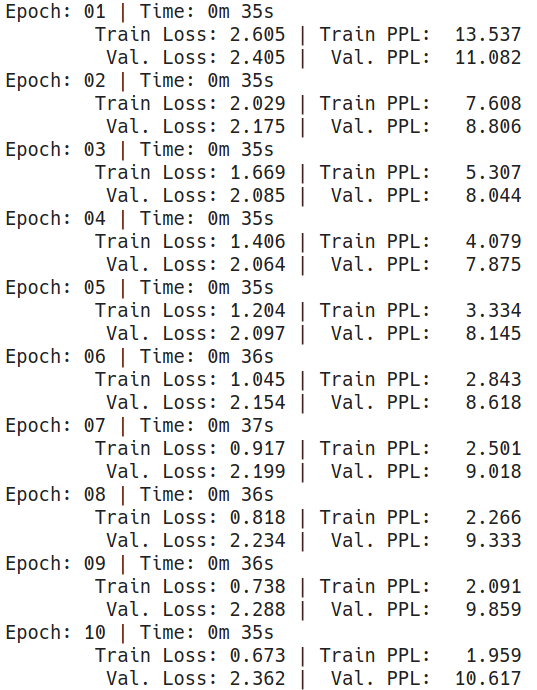 Epoch: 01 | Time: 0m 35s
Train Loss: 2.605 | Train PPL: 13.537
Val. Loss: 2.405 | Val. PPL: 11.082
Epoch: 02 | Time: 0m 35s
Train Loss: 2.029 | Train PPL: 7.608
Val. Loss: 2.175 | Val. PPL: 8.806
Epoch: 03 | Time: 0m 35s
Train Loss: 1.669 | Train PPL: 5.307
Val. Loss: 2.085 | Val. PPL: 8.044
Epoch: 04 | Time: 0m 35s
Train Loss: 1.406 | Train PPL: 4.079
Val. Loss: 2.064 | Val. PPL: 7.875
Epoch: 05 | Time: 0m 35s
Train Loss: 1.204 | Train PPL: 3.334
Val. Loss: 2.097 | Val. PPL: 8.145
Epoch: 06 | Time: 0m 36s
Train Loss: 1.045 | Train PPL: 2.843
Val. Loss: 2.154 | Val. PPL: 8.618
Epoch: 07 | Time: 0m 37s
Train Loss: 0.917 | Train PPL: 2.501
Val. Loss: 2.199 | Val. PPL: 9.018
Epoch: 08 | Time: 0m 36s
Train Loss: 0.818 | Train PPL: 2.266
Val. Loss: 2.234 | Val. PPL: 9.333
Epoch: 09 | Time: 0m 36s
Train Loss: 0.738 | Train PPL: 2.091
Val. Loss: 2.288 | Val. PPL: 9.859
Epoch: 10 | Time: 0m 35s
Train Loss: 0.673 | Train PPL: 1.959
Val. Loss: 2.362 | Val. PPL: 10.617